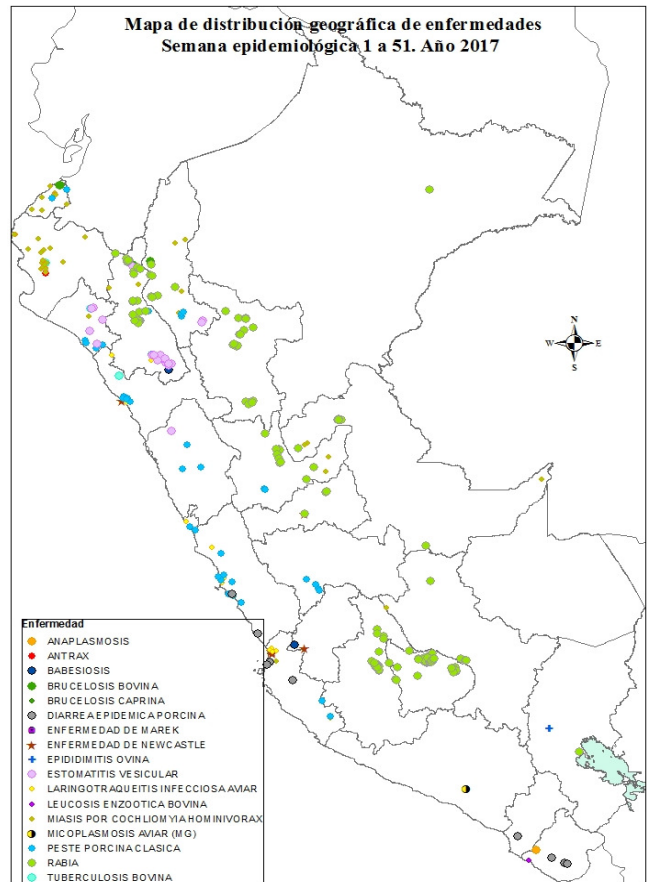 Mapa de distribución geográfica de enfermedades
Semana epidemiológica 1 a 51. Año 2017
N
W E
S
Enfermedad
ANAPLASMOSIS
ANTRAX
BABESIOSIS
BRUCELOSIS BOVINA
BRUCELOSIS CAPRINA
DIARREA EPIDEMICA PORCINA
ENFERMEDAD DE MAREK
ENFERMEDAD DE NEWCASTLE
EPIDIDIMITIS OVINA
ESTOMATITIS VESICULAR
LARINGOTRAQUEITIS INFECCIOSA AVIAR
LEUCOSIS ENZOOTICA BOVINA
MIASIS POR COCHLIOMYIA HOMINIVORAX
MICOPLASMOSIS AVIAR (MG)
PESTE PORCINA CLASICA
RABIA
TUBERCULOSIS BOVINA